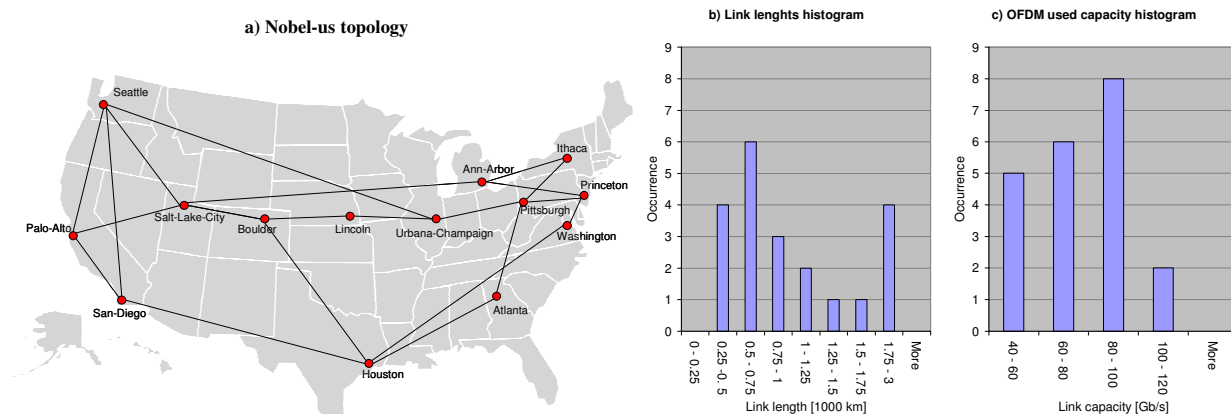 a) Nobel-us topology
Seattle
Ithaca
Ann-Arbor
Princeton
Salt-Lake-City
Boulder
Lincoln
Urbana-Champaign
Pittsburgh
Palo-Alto
Washington
San-Diego
Atlanta
Houston
b) Link lenghts histogram
9
8
7
6
5
4
3
2
1
0
Occurrence
0 - 0.25
0.25 -0. 5
0.5 - 0.75
0.75 - 1
1 - 1.25
1.25 - 1.5
1.5 - 1.75
1.75 - 3
More
Link length [1000 km]
c) OFDM used capacity histogram
9
8
7
6
5
4
3
2
1
0
Occurrence
40 - 60
60 - 80
80 - 100
100 - 120
More
Link capacity [Gb/s]